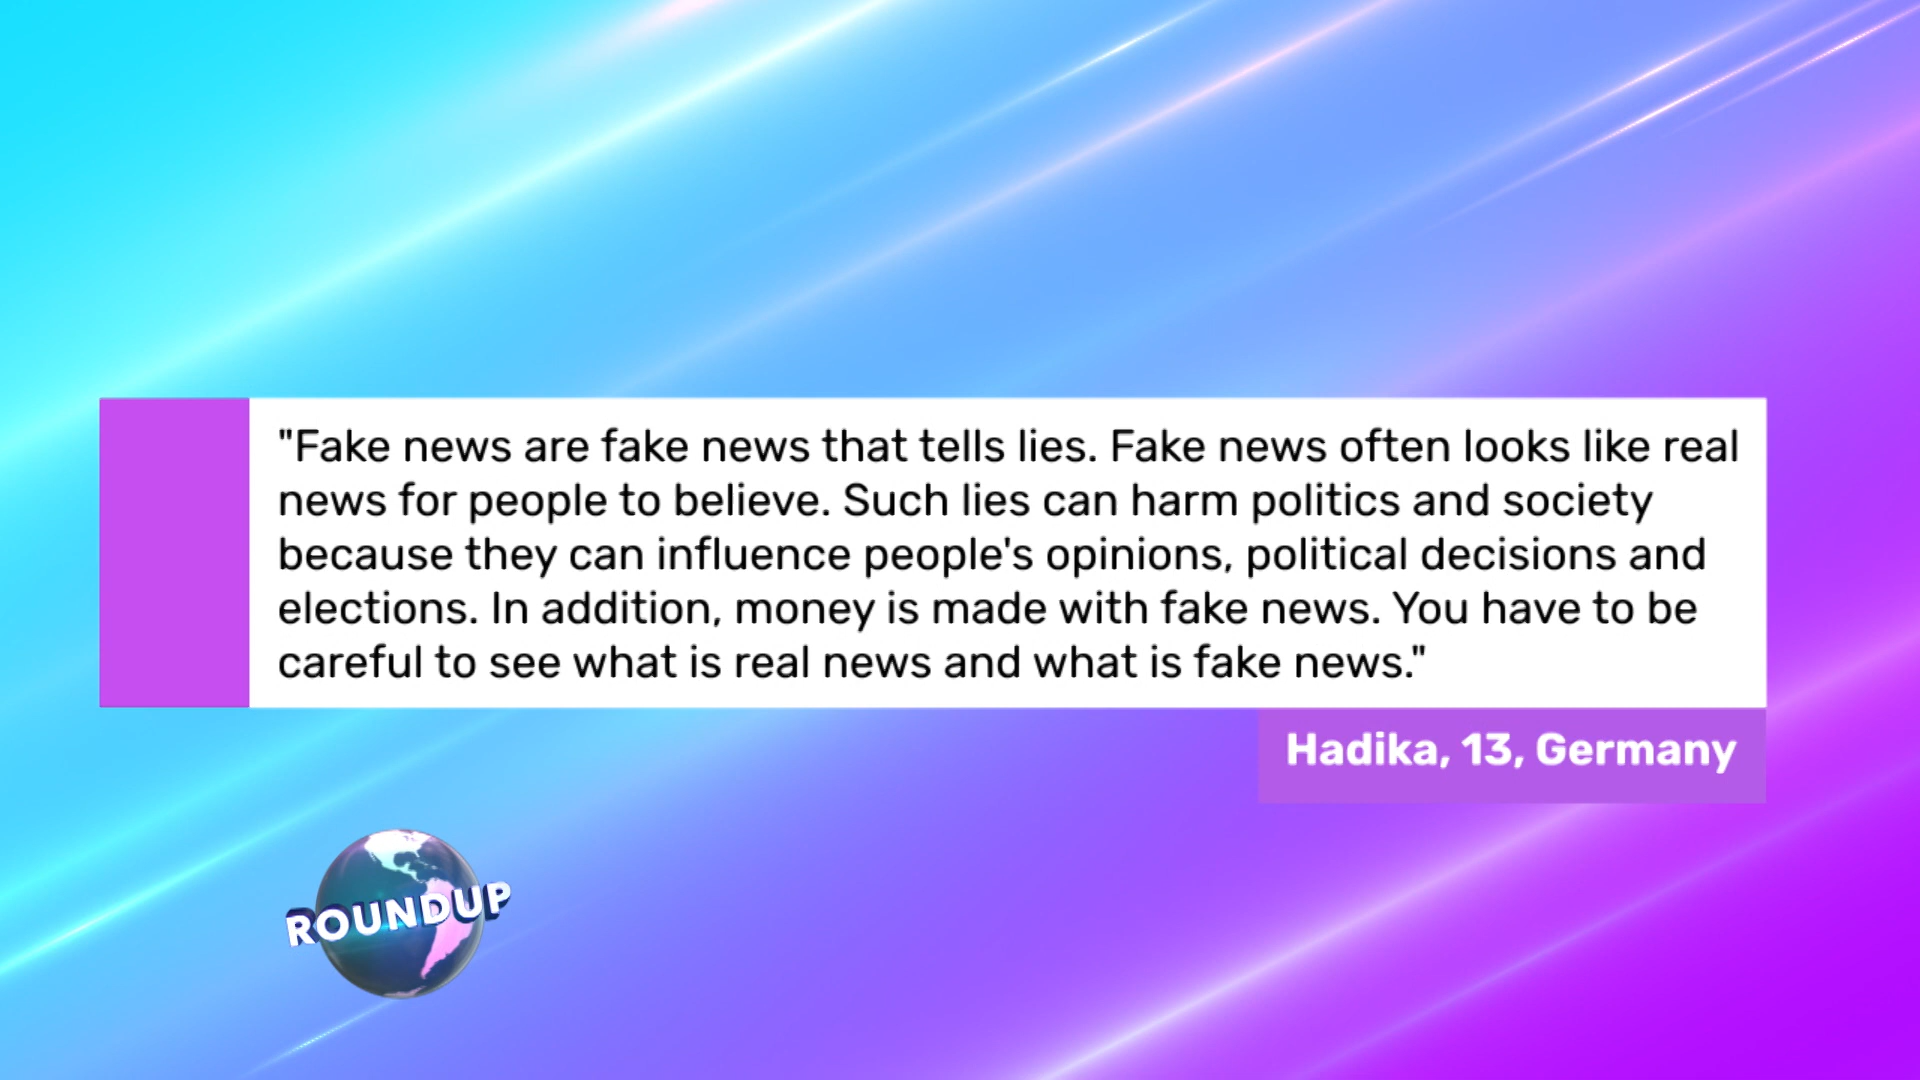 "Fake news are fake news that tells lies. Fake news often looks like real
news for people to believe. Such lies can harm politics and society
because they can influence people's opinions, political decisions and
elections. In addition, money is made with fake news. You have to be
careful to see what is real news and what is fake news."
Hadika, 13, Germany
ROUNDUP